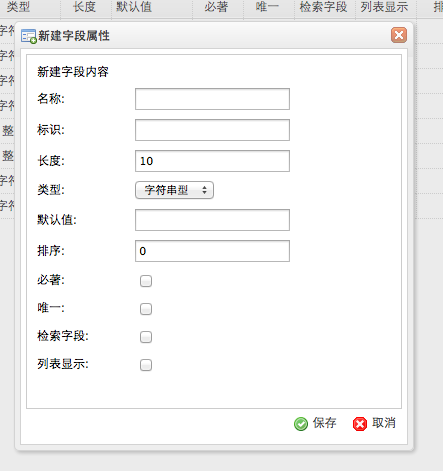 类型 长度 默认值 必著 唯一 检索字段 列表显示
新建字段属性
字符
字符
字符
字符
整
整
字符
字符
新建字段内容
名称:
标识:
长度: 10
类型: 字符串型
默认值:
排序: 0
必著:
唯一:
检索字段:
列表显示:
保存 取消